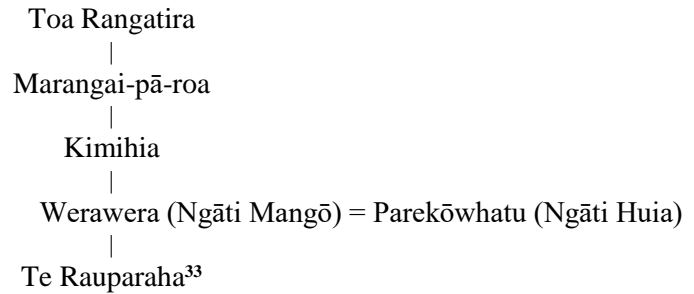 Toa Rangatira
|
Marangai-pā-roa
|
Kimihia
|
Werawera (Ngāti Mangō) = Parekōwhatu (Ngāti Huia)
|
Te Rauparaha³³